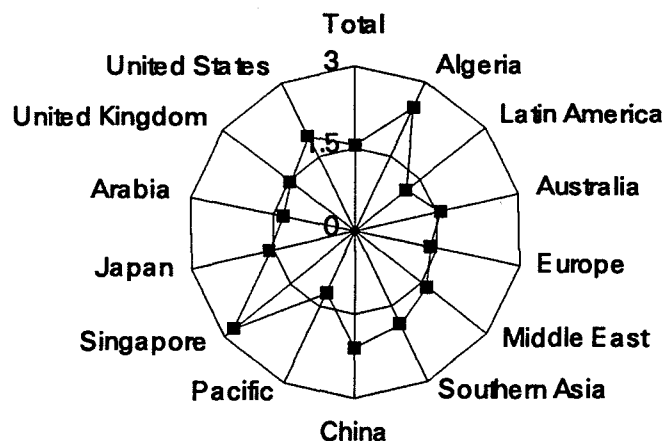 Total
3
United States
Algeria
United Kingdom
Latin America
1.5
Arabia
Australia
0
Japan
Europe
Singapore
Middle East
Pacific
Southern Asia
China